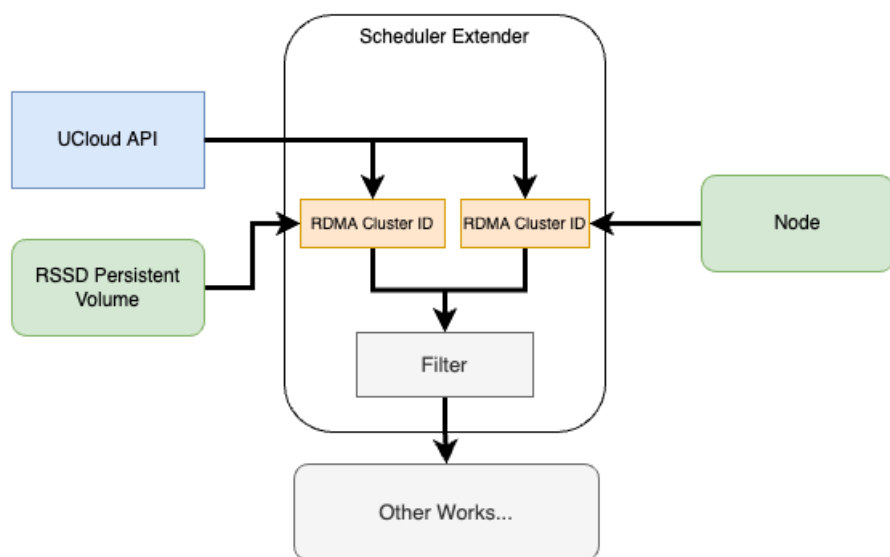 Scheduler Extender
UCloud API
RDMA Cluster ID
RDMA Cluster ID
Node
RSSD Persistent
Volume
Filter
Other Works...